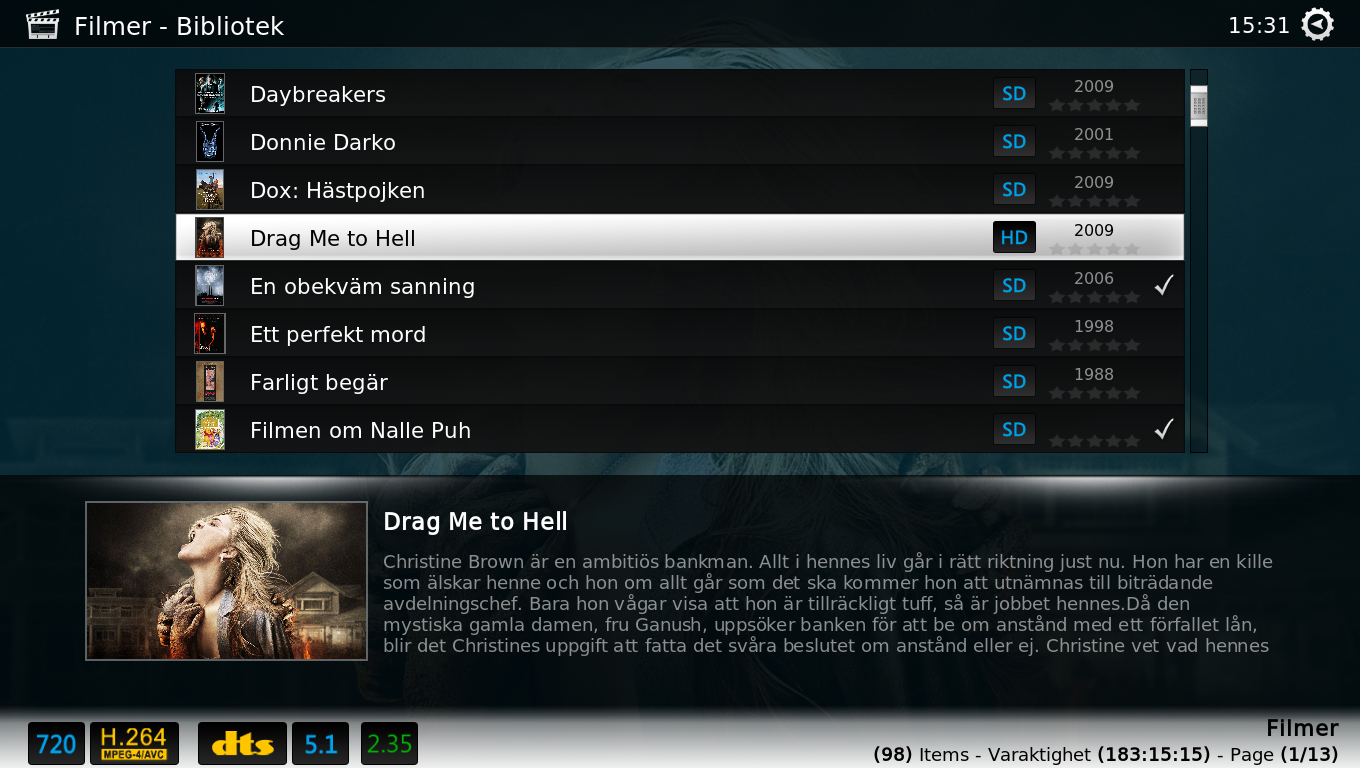 Filmer - Bibliotek
15:31
Daybreakers SD 2009
Donnie Darko SD 2001
Dox: Hästpojken SD 2009
Drag Me to Hell HD 2009
En obekväm sanning SD 2006
Ett perfekt mord SD 1998
Farligt begär SD 1988
Filmen om Nalle Puh SD
Drag Me to Hell
Christine Brown är en ambitiös bankman. Allt i hennes liv går i rätt riktning just nu. Hon har en kille
som älskar henne och hon om allt går som det ska kommer hon att utnämnas till biträdande
avdelningschef. Bara hon vågar visa att hon är tillräckligt tuff, så är jobbet hennes.Då den
mystiska gamla damen, fru Ganush, uppsöker banken för att be om anstånd med ett förfallet lån,
blir det Christines uppgift att fatta det svåra beslutet om anstånd eller ej. Christine vet vad hennes
720 H.264 MPEG-4/AVC dts 5.1 2.35
Filmer
(98) Items - Varaktighet (183:15:15) - Page (1/13)